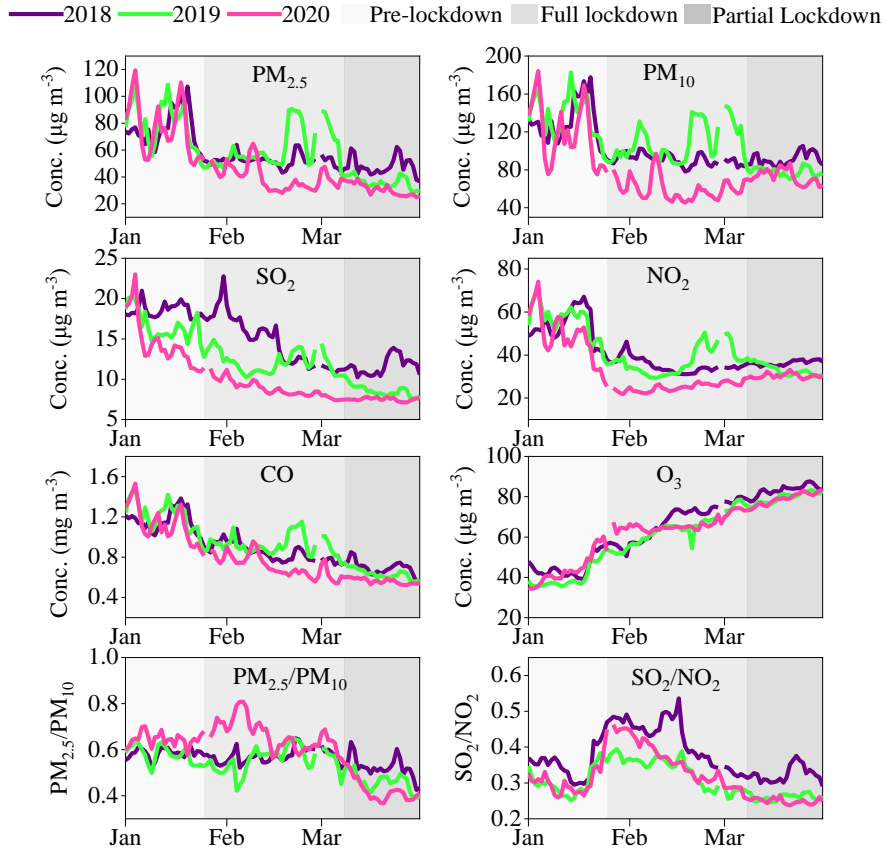 2018 2019 2020 Pre-lockdown Full lockdown Partial Lockdown
PM2.5
Conc. (µg m⁻³)
120
100
80
60
40
20
Jan Feb Mar
PM10
Conc. (µg m⁻³)
200
160
120
80
40
Jan Feb Mar
SO2
Conc. (µg m⁻³)
25
20
15
10
5
Jan Feb Mar
NO2
Conc. (µg m⁻³)
80
60
40
20
Jan Feb Mar
CO
Conc. (mg m⁻³)
1.6
1.2
0.8
0.4
Jan Feb Mar
O3
Conc. (µg m⁻³)
100
80
60
40
20
Jan Feb Mar
PM2.5/PM10
PM2.5/PM10
1.0
0.8
0.6
0.4
Jan Feb Mar
SO2/NO2
SO2/NO2
0.6
0.5
0.4
0.3
0.2
Jan Feb Mar